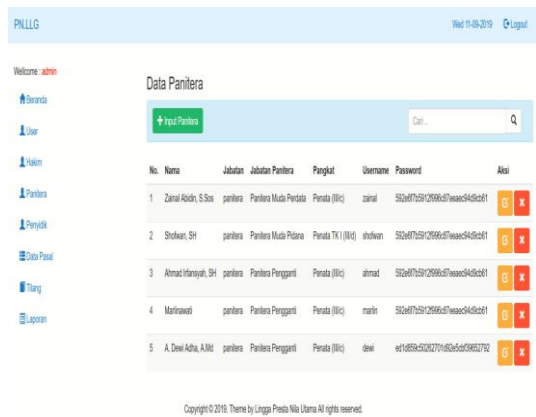 PN.LLG Wed 11-09-2019 Logout
Welcome : admin
Beranda
User
Hakim
Panitera
Penyidik
Data Pasal
Tilang
Laporan
Data Panitera
Input Panitera Cari...
No. Nama Jabatan Jabatan Panitera Pangkat Username Password Aksi
1 Zainal Abidin, S.Sos panitera Panitera Muda Perdata Penata (III/c) zainal
2 Shofwan, SH panitera Panitera Muda Pidana Penata TK I (III/d) shofwan
3 Ahmad Irfansyah, SH panitera Panitera Pengganti Penata (III/c) ahmad
4 Marlinawati panitera Panitera Pengganti Penata (III/c) marlin
5 A. Dewi Adha, A.Md panitera Panitera Pengganti Penata (III/c) dewi
Copyright © 2019. Theme by Lingga Presta Nila Utama All rights reserved.